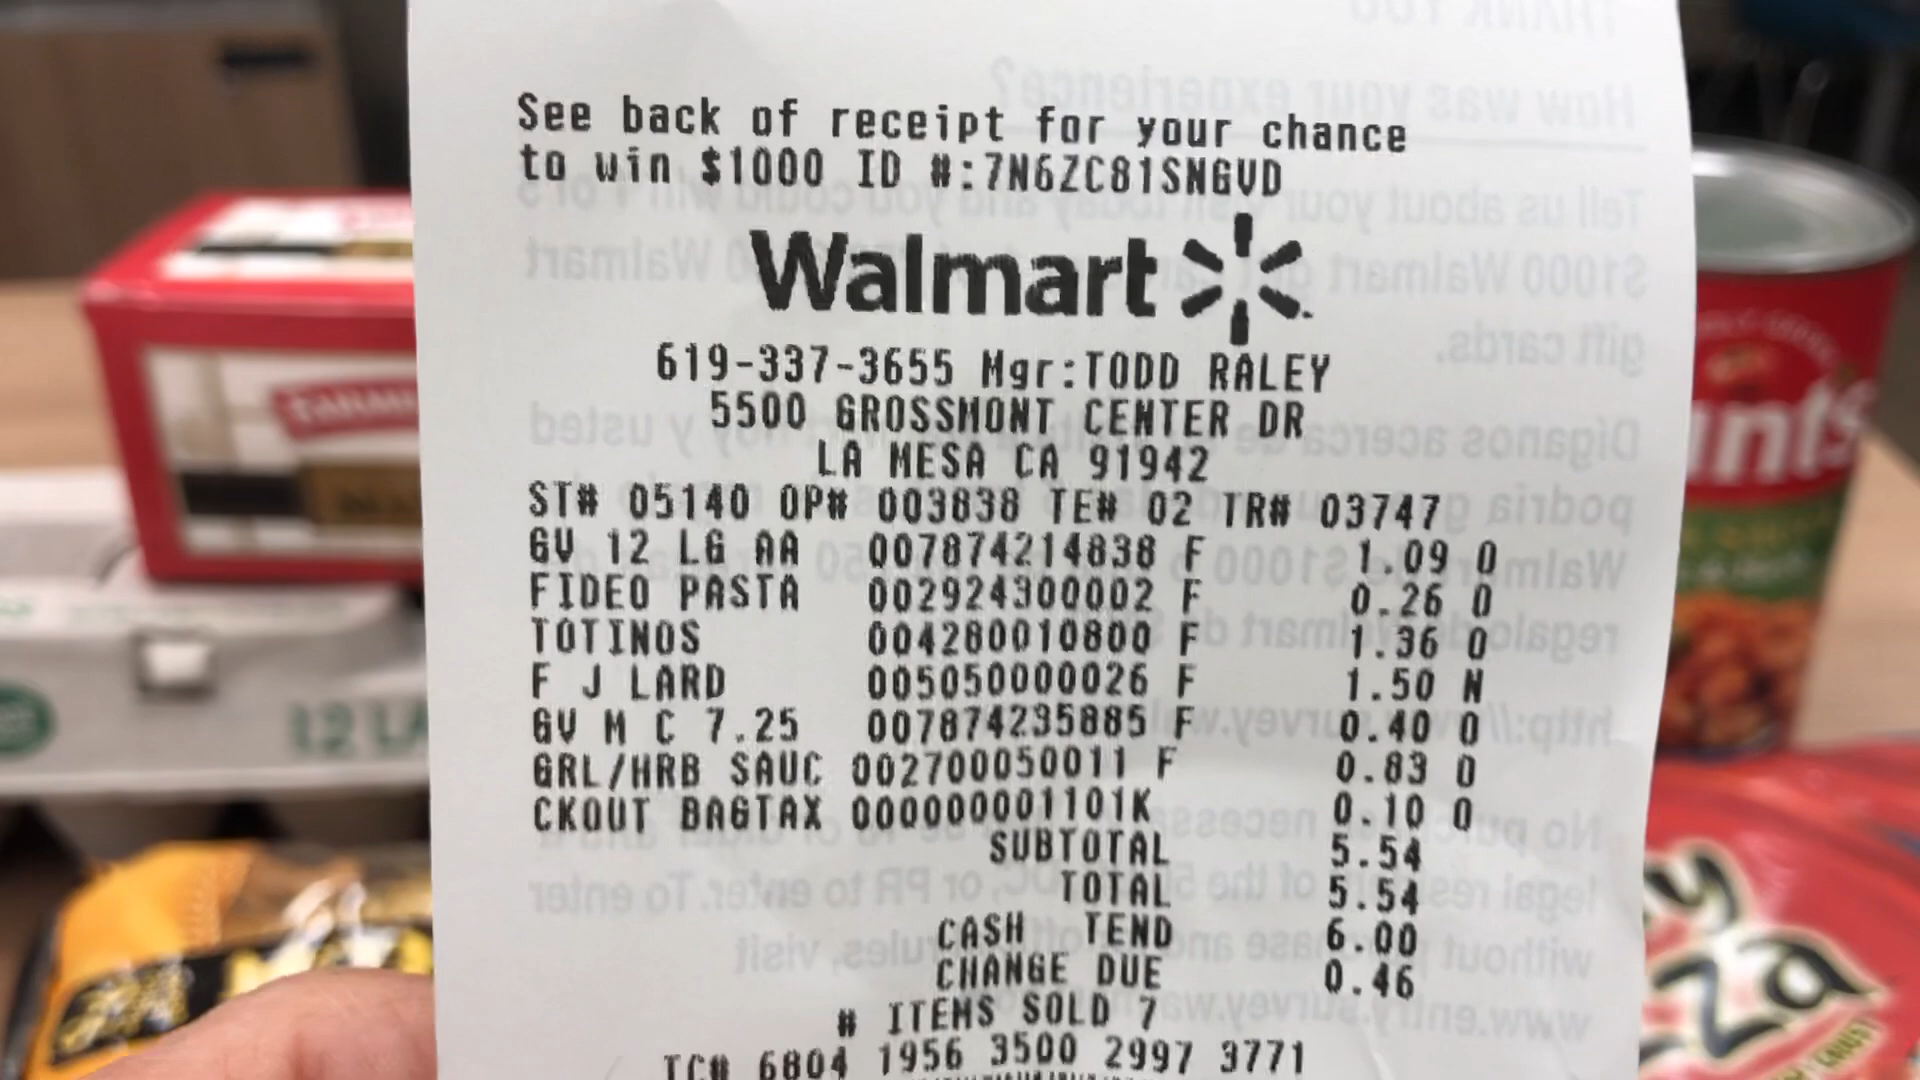 See back of receipt for your chance
to win $1000 ID #:7N6ZC81SNGVD
Walmart
619-337-3655 Mgr:TODD RALEY
5500 GROSSMONT CENTER DR
LA MESA CA 91942
ST# 05140 OP# 003838 TE# 02 TR# 03747
GV 12 LG AA 007874214838 F 1.09 O
FIDEO PASTA 002924300002 F 0.26 O
TOTINOS 004280010800 F 1.36 O
F J LARD 005050000026 F 1.50 N
GV M C 7.25 007874235885 F 0.40 O
GRL/HRB SAUC 002700050011 F 0.83 O
CKOUT BAGTAX 000000001101K 0.10 O
SUBTOTAL 5.54
TOTAL 5.54
CASH TEND 6.00
CHANGE DUE 0.46
# ITEMS SOLD 7
TC# 6804 1956 3500 2997 3771